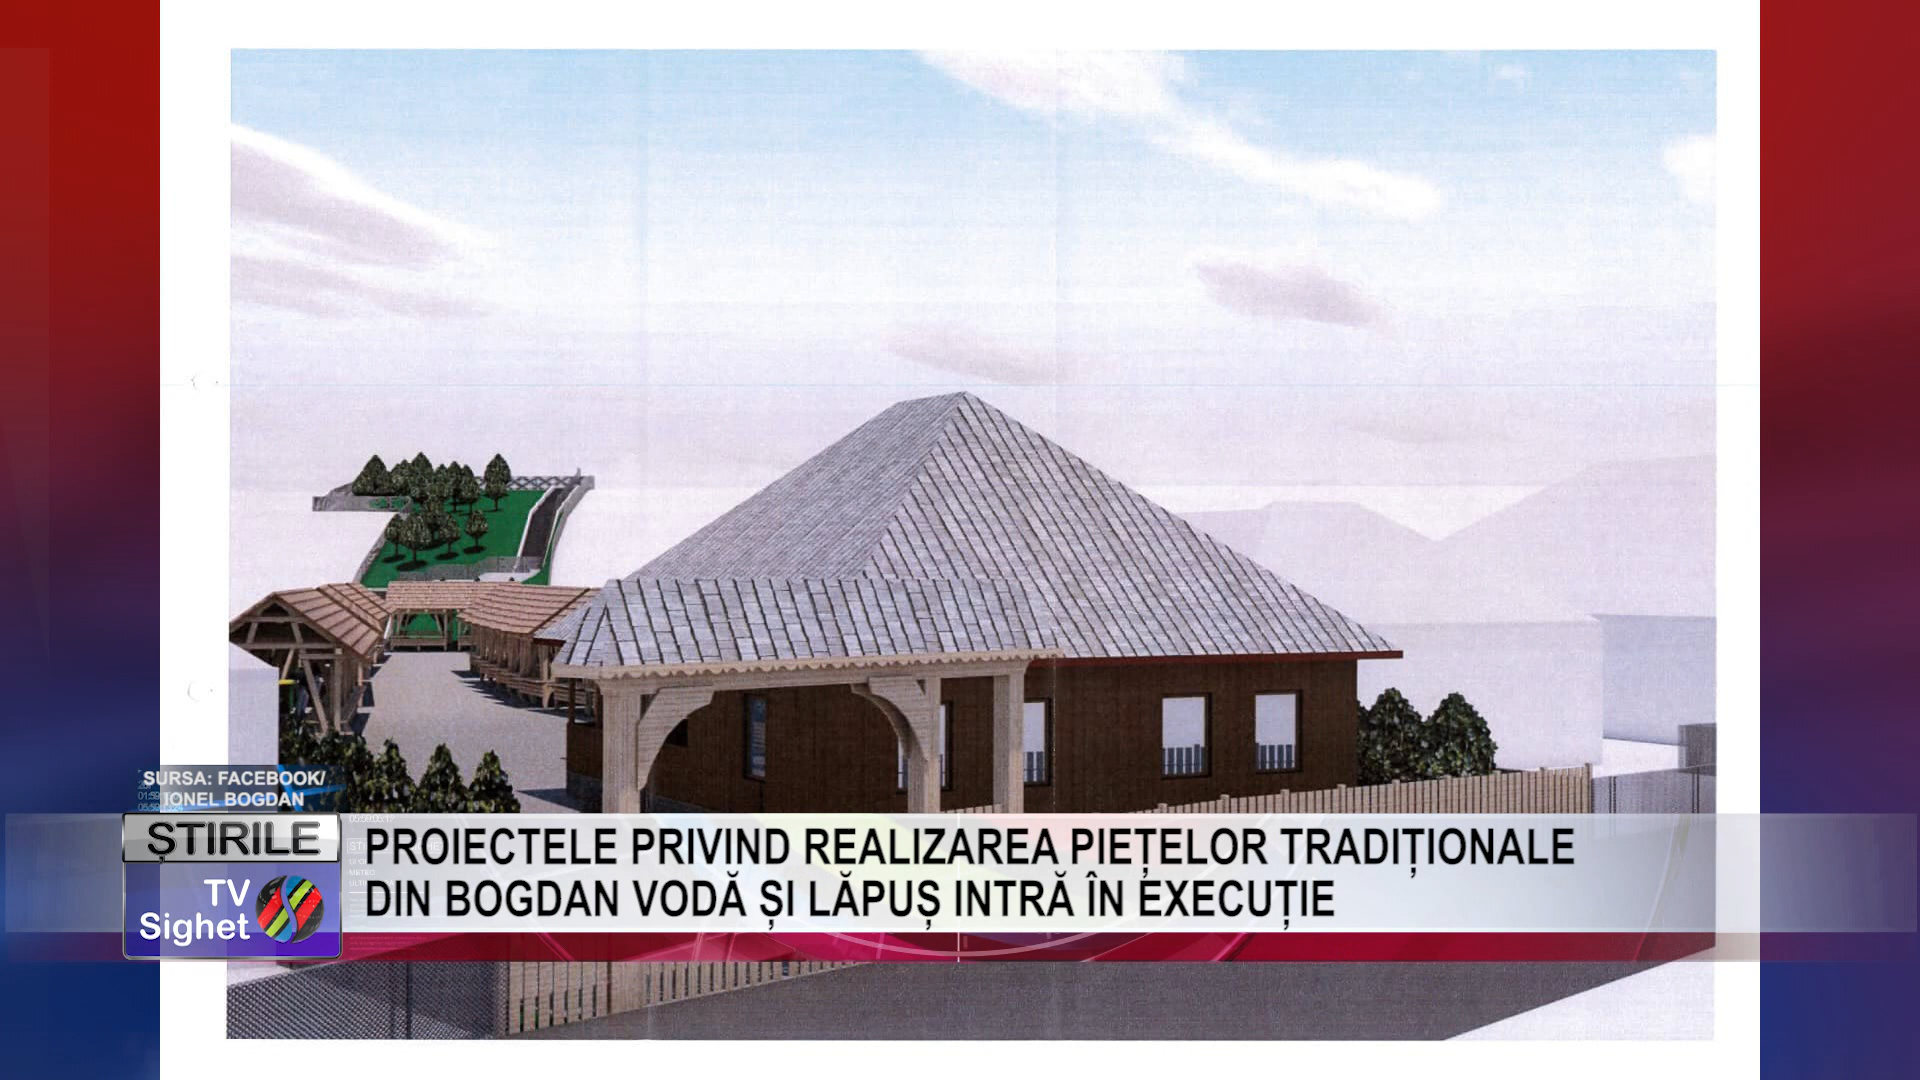 SURSA: FACEBOOK/
IONEL BOGDAN
ȘTIRILE
TV
Sighet
PROIECTELE PRIVIND REALIZAREA PIEȚELOR TRADIȚIONALE
DIN BOGDAN VODĂ ȘI LĂPUȘ INTRĂ ÎN EXECUȚIE